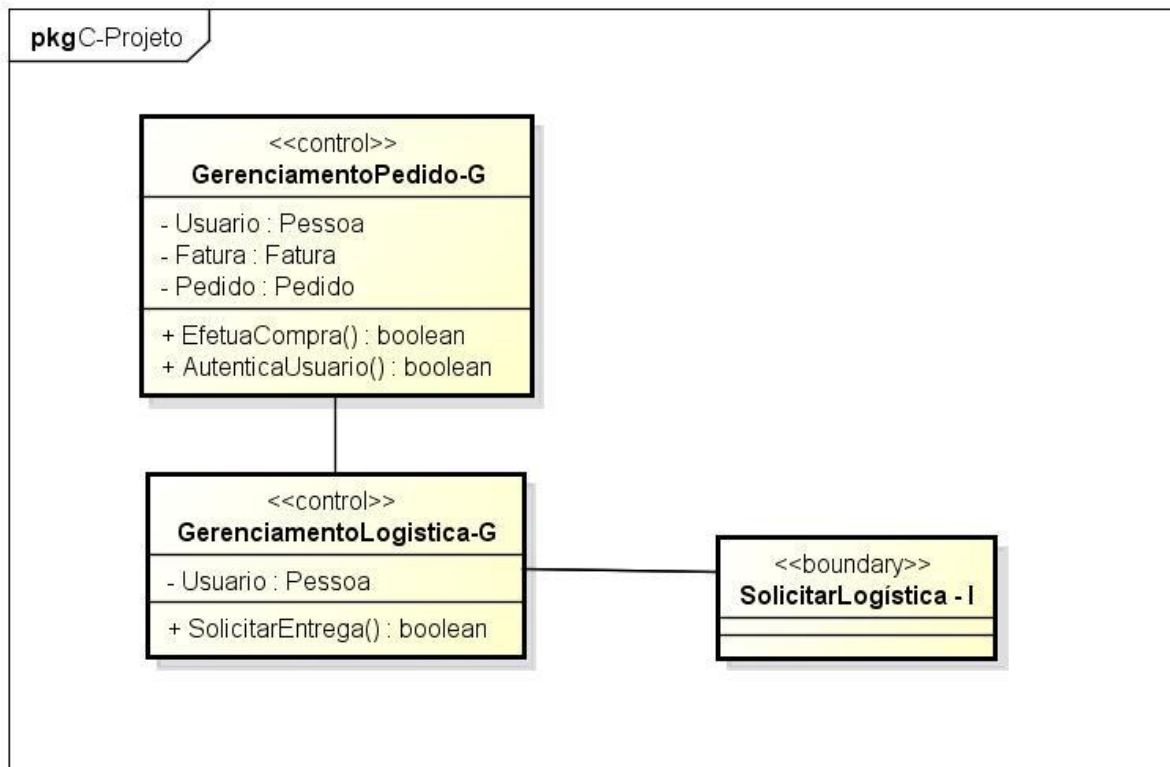 pkg C-Projeto
<<control>>
GerenciamentoPedido-G
- Usuario : Pessoa
- Fatura : Fatura
- Pedido : Pedido
+ EfetuaCompra() : boolean
+ AutenticaUsuario() : boolean
<<control>>
GerenciamentoLogistica-G
- Usuario : Pessoa
+ SolicitarEntrega() : boolean
<<boundary>>
SolicitarLogística - I